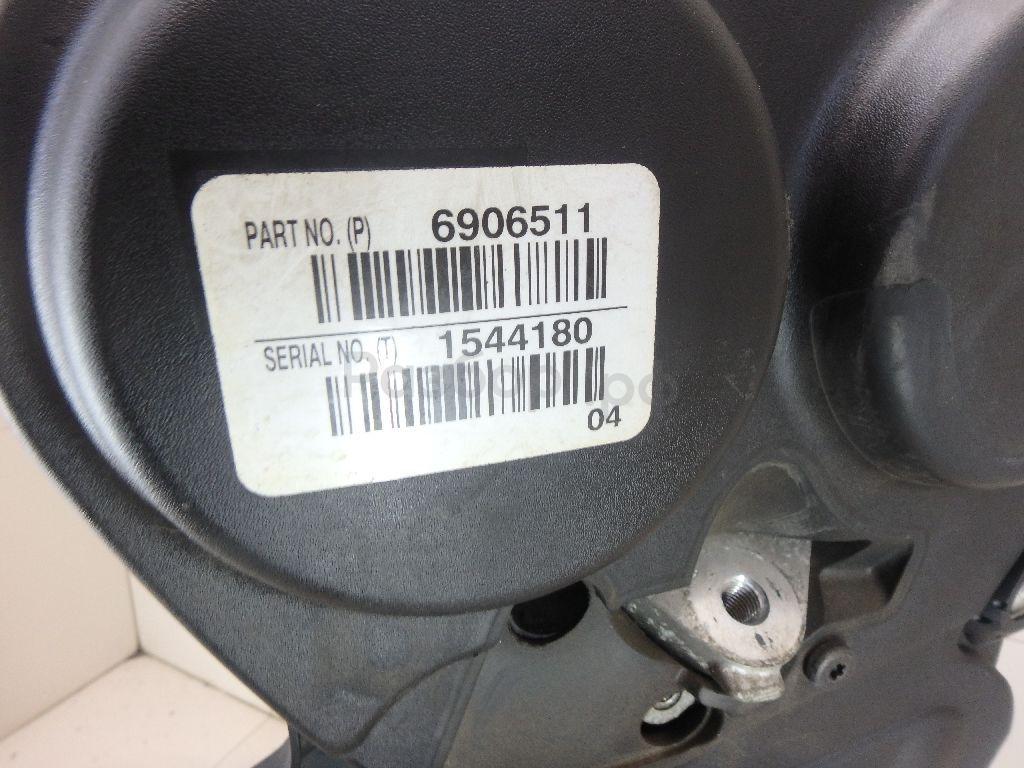 PART NO. (P) 6906511
SERIAL NO. (T) 1544180
04